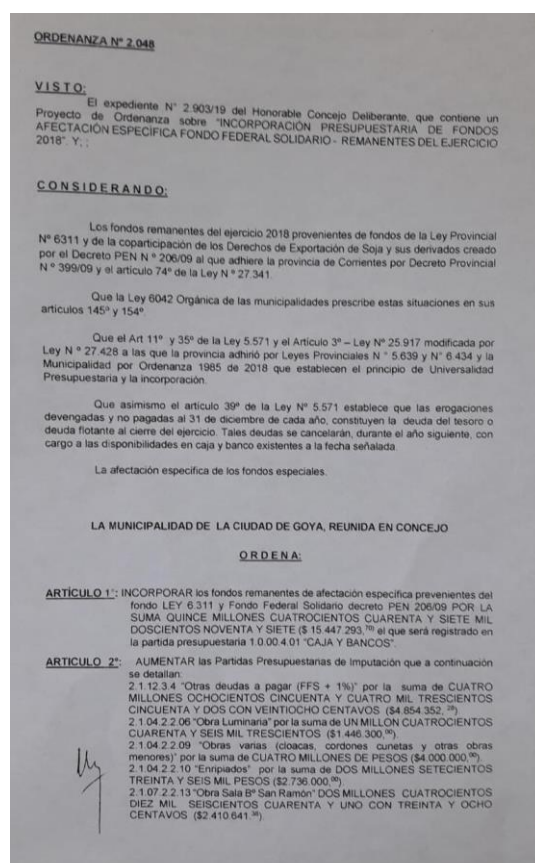 ORDENANZA Nº 2.048
VISTO:
El expediente N° 2.903/19 del Honorable Concejo Deliberante, que contiene un
Proyecto de Ordenanza sobre "INCORPORACIÓN PRESUPUESTARIA DE FONDOS
AFECTACIÓN ESPECÍFICA FONDO FEDERAL SOLIDARIO - REMANENTES DEL EJERCICIO
2018". Y; ;
CONSIDERANDO:
Los fondos remanentes del ejercicio 2018 provenientes de fondos de la Ley Provincial
Nº 6311 y de la coparticipación de los Derechos de Exportación de Soja y sus derivados creado
por el Decreto PEN N º 206/09 al que adhiere la provincia de Corrientes por Decreto Provincial
N º 399/09 y el artículo 74º de la Ley N º 27.341.
Que la Ley 6042 Orgánica de las municipalidades prescribe estas situaciones en sus
artículos 145º y 154º.
Que el Art 11º y 35º de la Ley 5.571 y el Artículo 3º – Ley Nº 25.917 modificada por
Ley N º 27.428 a las que la provincia adhirió por Leyes Provinciales N ° 5.639 y N° 6.434 y la
Municipalidad por Ordenanza 1985 de 2018 que establecen el principio de Universalidad
Presupuestaria y la incorporación.
Que asimismo el artículo 39º de la Ley Nº 5.571 establece que las erogaciones
devengadas y no pagadas al 31 de diciembre de cada año, constituyen la deuda del tesoro o
deuda flotante al cierre del ejercicio. Tales deudas se cancelarán, durante el año siguiente, con
cargo a las disponibilidades en caja y banco existentes a la fecha señalada.
La afectación especifica de los fondos especiales.
LA MUNICIPALIDAD DE LA CIUDAD DE GOYA, REUNIDA EN CONCEJO
ORDENA:
ARTÍCULO 1°: INCORPORAR los fondos remanentes de afectación especifica prevenientes del
fondo LEY 6.311 y Fondo Federal Solidario decreto PEN 206/09 POR LA
SUMA QUINCE MILLONES CUATROCIENTOS CUARENTA Y SIETE MIL
DOSCIENTOS NOVENTA Y SIETE ($ 15.447.293,⁷⁰) el que será registrado en
la partida presupuestaria 1.0.00.4.01 "CAJA Y BANCOS".
ARTICULO 2º: AUMENTAR las Partidas Presupuestarias de Imputación que a continuación
se detallan:
2.1.12.3.4 "Otras deudas a pagar (FFS + 1%)" por la suma de CUATRO
MILLONES OCHOCIENTOS CINCUENTA Y CUATRO MIL TRESCIENTOS
CINCUENTA Y DOS CON VEINTIOCHO CENTAVOS ($4.854.352, ²⁸).
2.1.04.2.2.06 "Obra Luminaria" por la suma de UN MILLON CUATROCIENTOS
CUARENTA Y SEIS MIL TRESCIENTOS ($1.446.300,⁰⁰).
2.1.04.2.2.09 "Obras varias (cloacas, cordones cunetas y otras obras
menores)" por la suma de CUATRO MILLONES DE PESOS ($4.000.000,⁰⁰).
2.1.04.2.2.10 "Enripiados" por la suma de DOS MILLONES SETECIENTOS
TREINTA Y SEIS MIL PESOS ($2.736.000,⁰⁰).
2.1.07.2.2.13 "Obra Sala Bº San Ramón" DOS MILLONES CUATROCIENTOS
DIEZ MIL SEISCIENTOS CUARENTA Y UNO CON TREINTA Y OCHO
CENTAVOS ($2.410.641,³⁸).